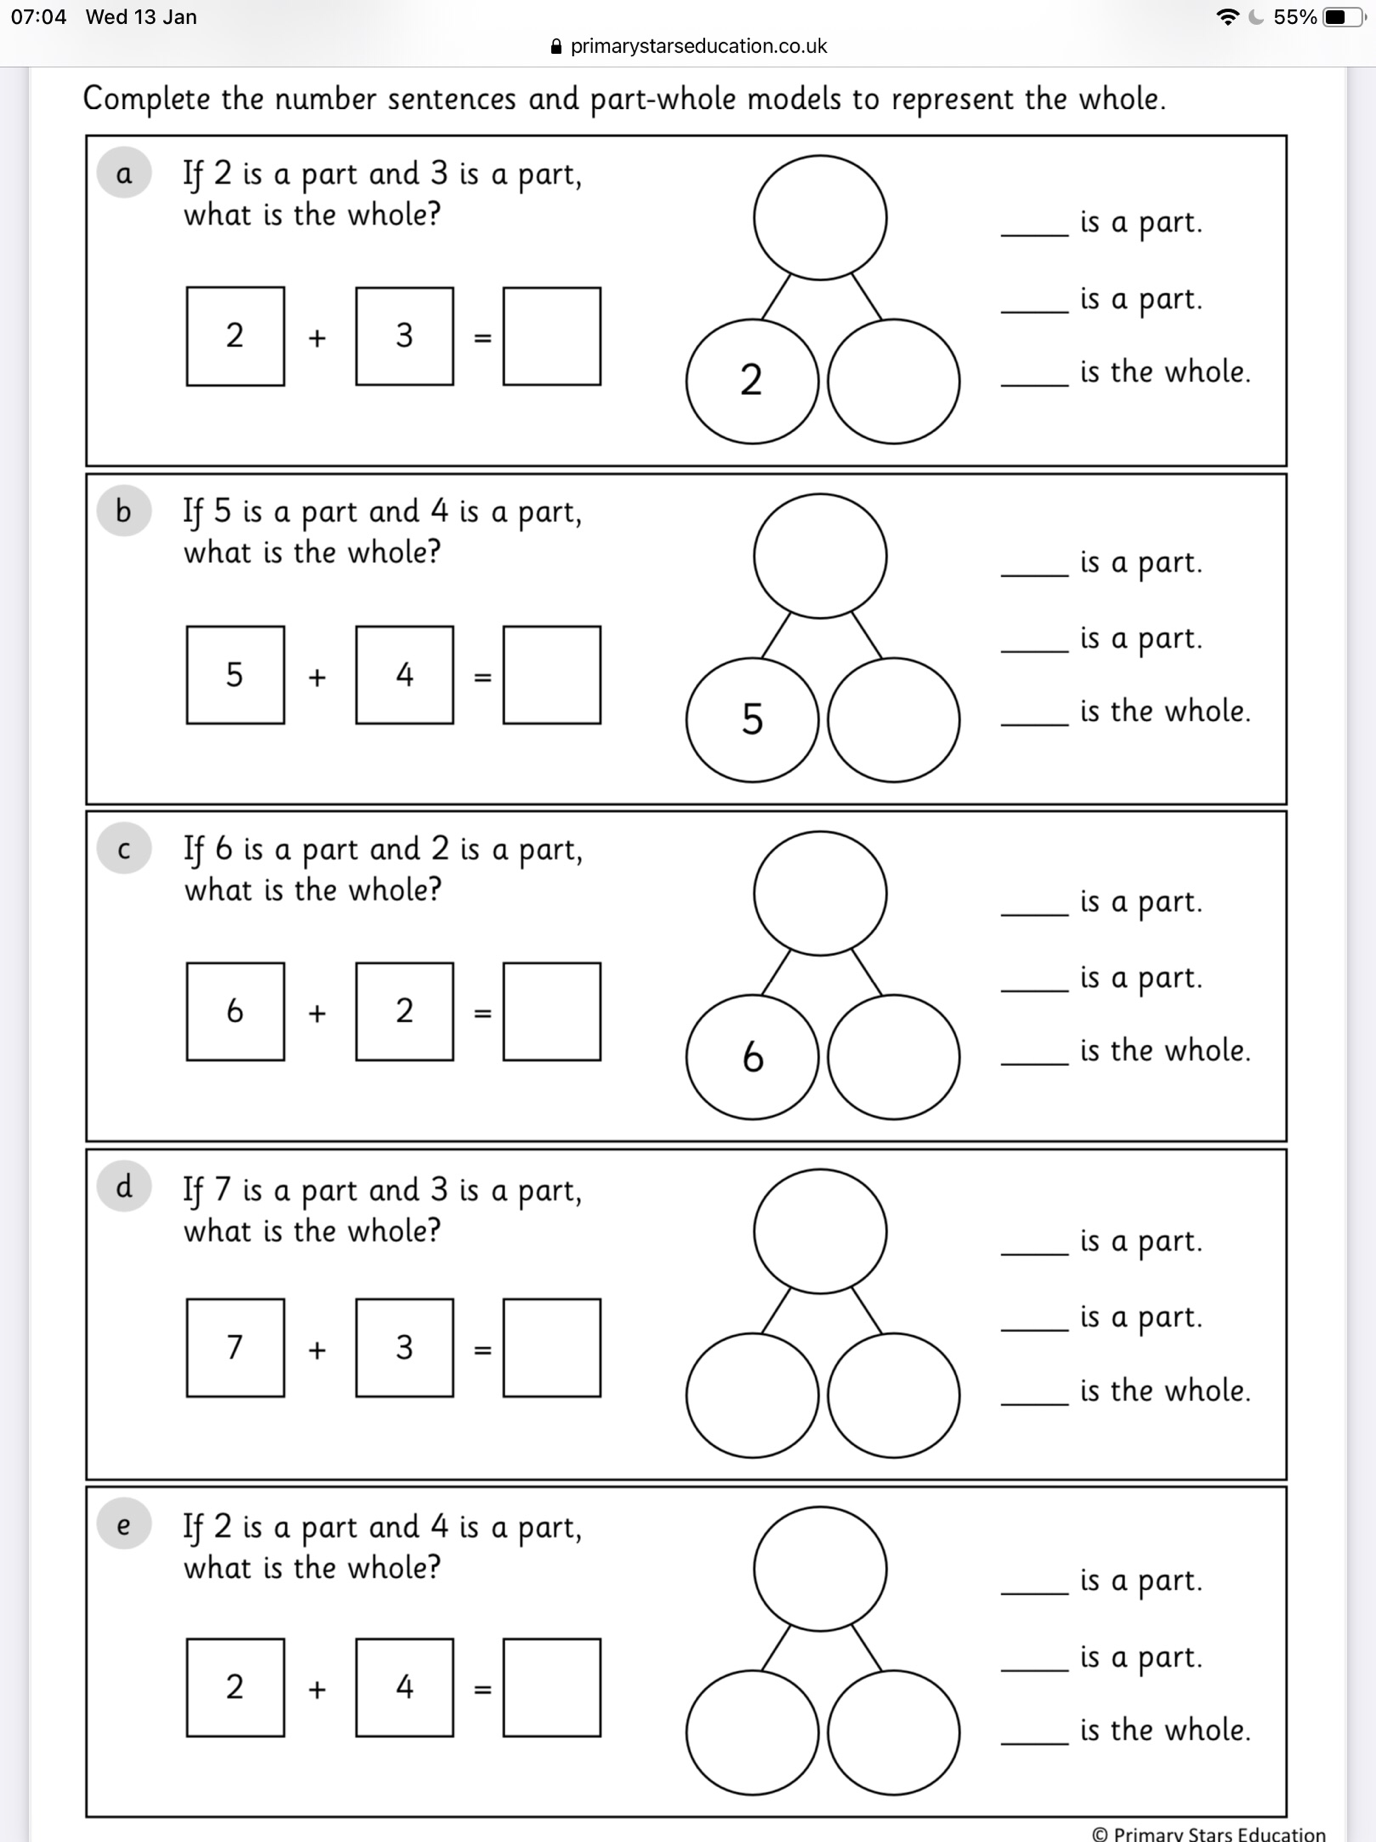 07:04 Wed 13 Jan
55%
primarystarseducation.co.uk
Complete the number sentences and part-whole models to represent the whole.
a
If 2 is a part and 3 is a part,
what is the whole?
2 + 3 =
2
____ is a part.
____ is a part.
____ is the whole.
b
If 5 is a part and 4 is a part,
what is the whole?
5 + 4 =
5
____ is a part.
____ is a part.
____ is the whole.
c
If 6 is a part and 2 is a part,
what is the whole?
6 + 2 =
6
____ is a part.
____ is a part.
____ is the whole.
d
If 7 is a part and 3 is a part,
what is the whole?
7 + 3 =
____ is a part.
____ is a part.
____ is the whole.
e
If 2 is a part and 4 is a part,
what is the whole?
2 + 4 =
____ is a part.
____ is a part.
____ is the whole.
© Primary Stars Education